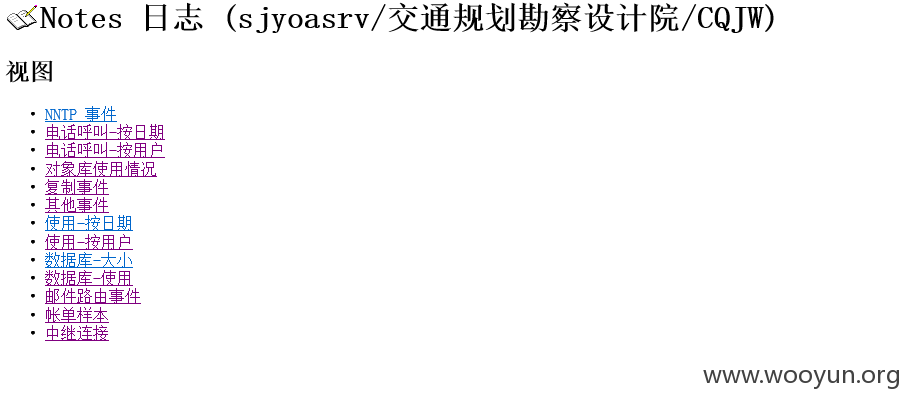 Notes 日志 (sjyoasrv/交通规划勘察设计院/CQJW)
视图
NNTP 事件
电话呼叫-按日期
电话呼叫-按用户
对象库使用情况
复制事件
其他事件
使用-按日期
使用-按用户
数据库-大小
数据库-使用
邮件路由事件
帐单样本
中继连接
www.wooyun.org